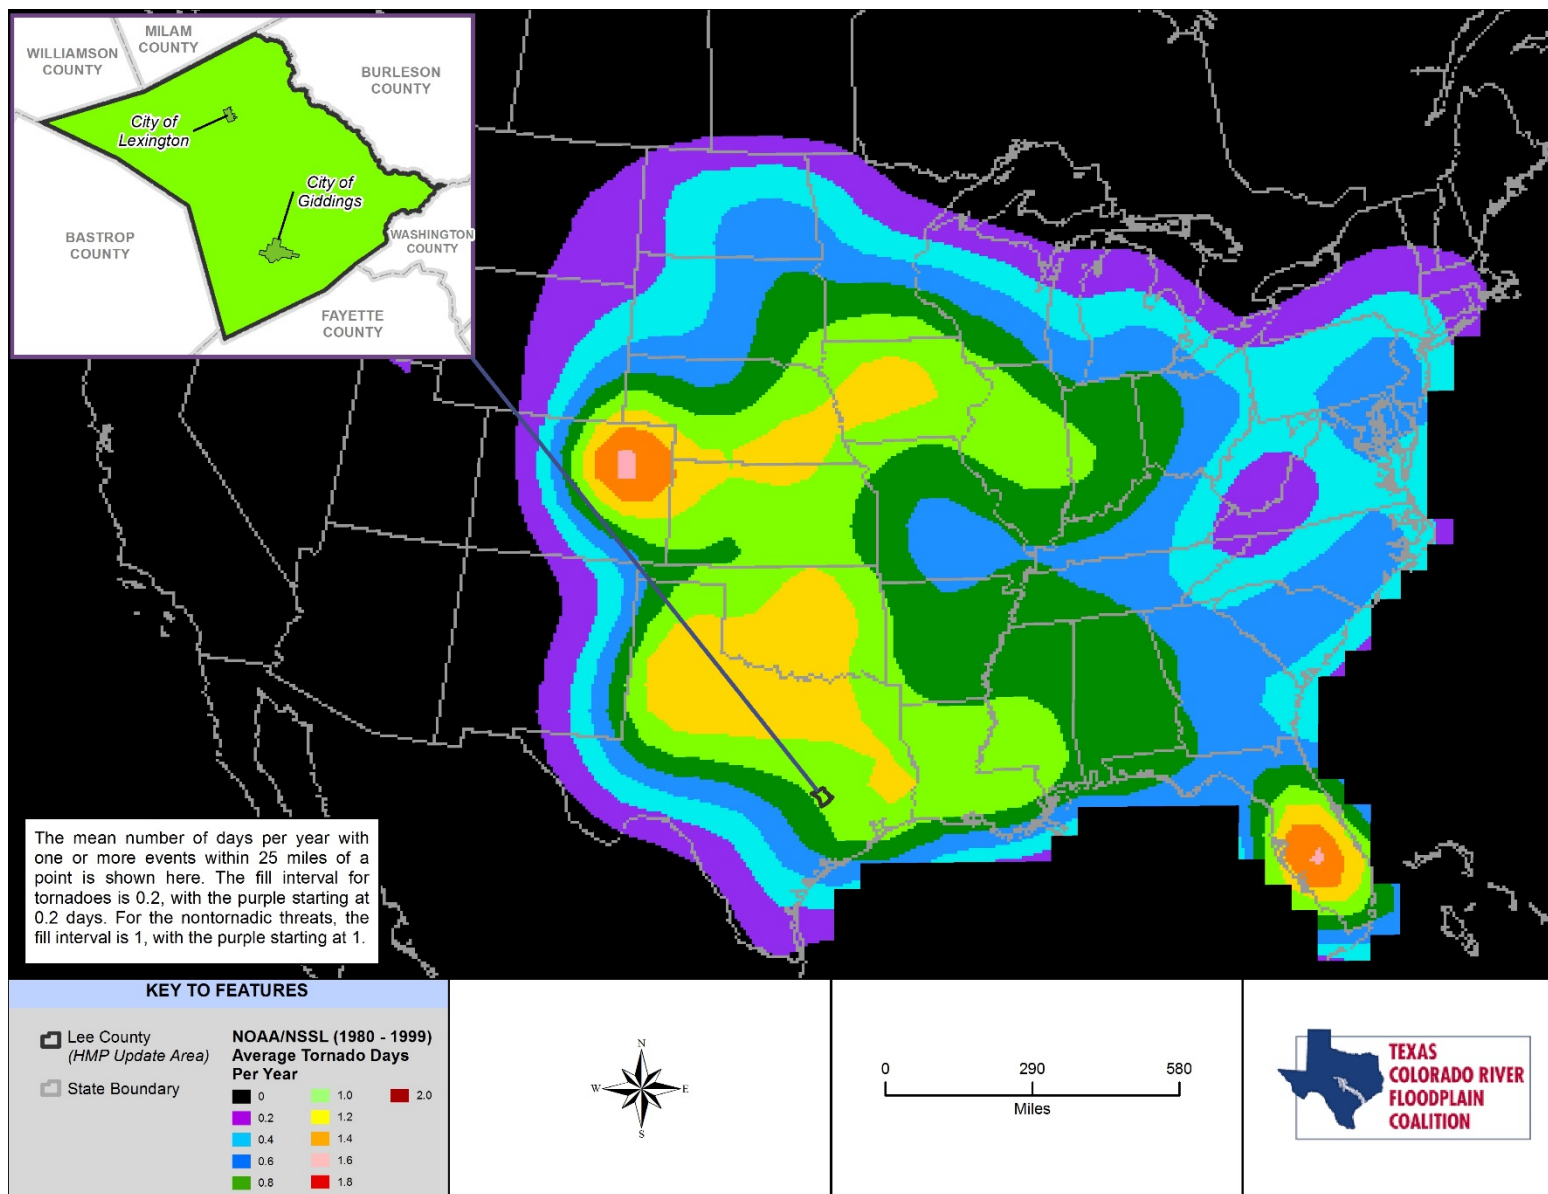 MILAM
COUNTY
WILLIAMSON
COUNTY
BURLESON
COUNTY
City of
Lexington
City of
Giddings
BASTROP
COUNTY
WASHINGTON
COUNTY
FAYETTE
COUNTY
The mean number of days per year with
one or more events within 25 miles of a
point is shown here. The fill interval for
tornadoes is 0.2, with the purple starting at
0.2 days. For the nontornadic threats, the
fill interval is 1, with the purple starting at 1.
KEY TO FEATURES
Lee County
(HMP Update Area)
State Boundary
NOAA/NSSL (1980 - 1999)
Average Tornado Days
Per Year
0
0.2
0.4
0.6
0.8
1.0
1.2
1.4
1.6
1.8
2.0
N
W
E
S
0 290 580
Miles
TEXAS
COLORADO RIVER
FLOODPLAIN
COALITION